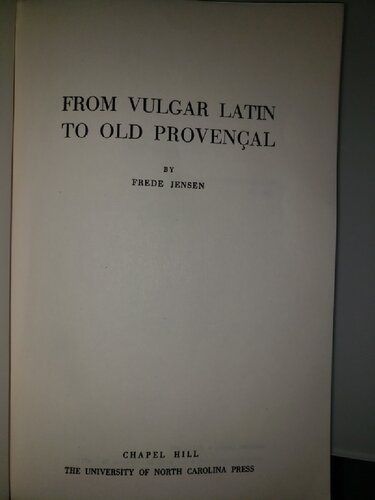 FROM VULGAR LATIN
TO OLD PROVENÇAL
BY
FREDE JENSEN
CHAPEL HILL
THE UNIVERSITY OF NORTH CAROLINA PRESS